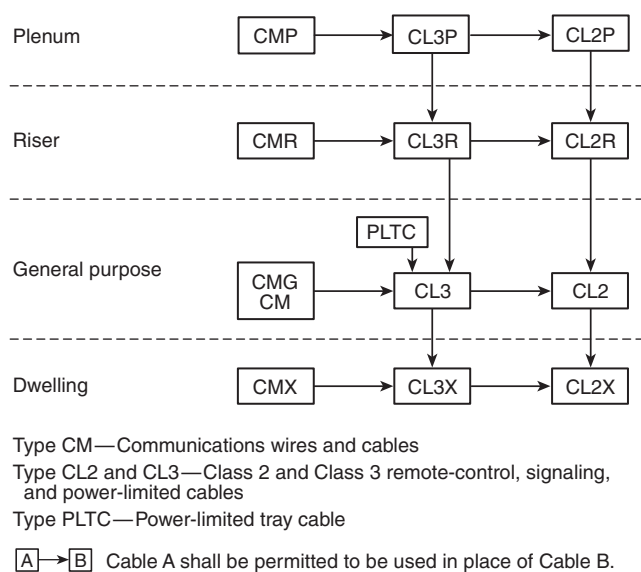 Plenum
CMP
CL3P
CL2P
Riser
CMR
CL3R
CL2R
PLTC
General purpose
CMG
CM
CL3
CL2
Dwelling
CMX
CL3X
CL2X
Type CM—Communications wires and cables
Type CL2 and CL3—Class 2 and Class 3 remote-control, signaling,
and power-limited cables
Type PLTC—Power-limited tray cable
A B Cable A shall be permitted to be used in place of Cable B.